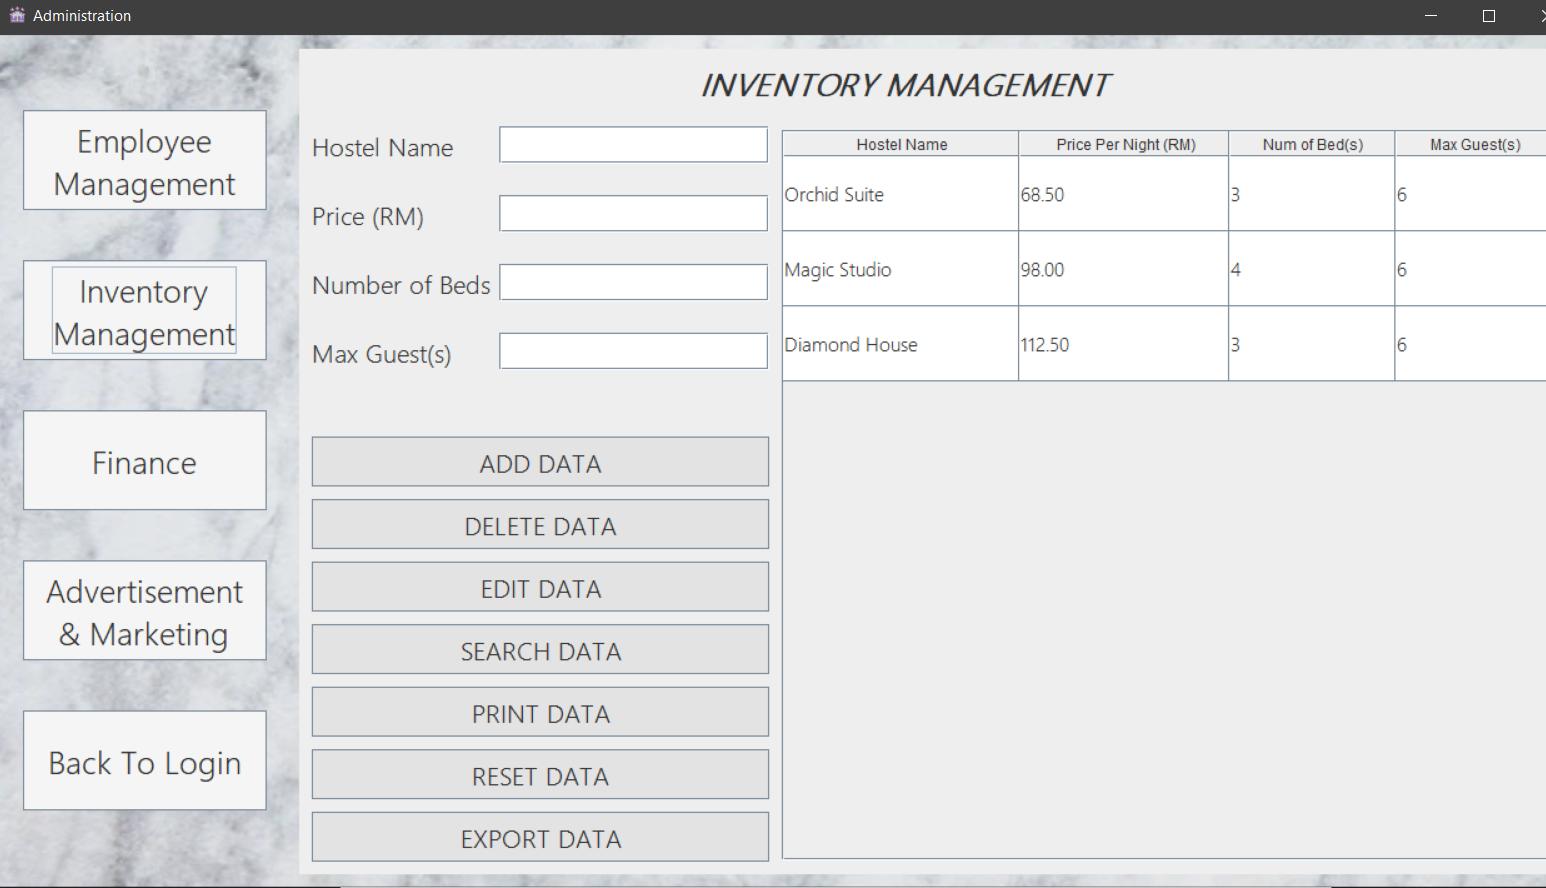 Administration
Employee
Management
Inventory
Management
Finance
Advertisement
& Marketing
Back To Login
INVENTORY MANAGEMENT
Hostel Name
Price (RM)
Number of Beds
Max Guest(s)
ADD DATA
DELETE DATA
EDIT DATA
SEARCH DATA
PRINT DATA
RESET DATA
EXPORT DATA
Hostel Name Price Per Night (RM) Num of Bed(s) Max Guest(s)
Orchid Suite 68.50 3 6
Magic Studio 98.00 4 6
Diamond House 112.50 3 6